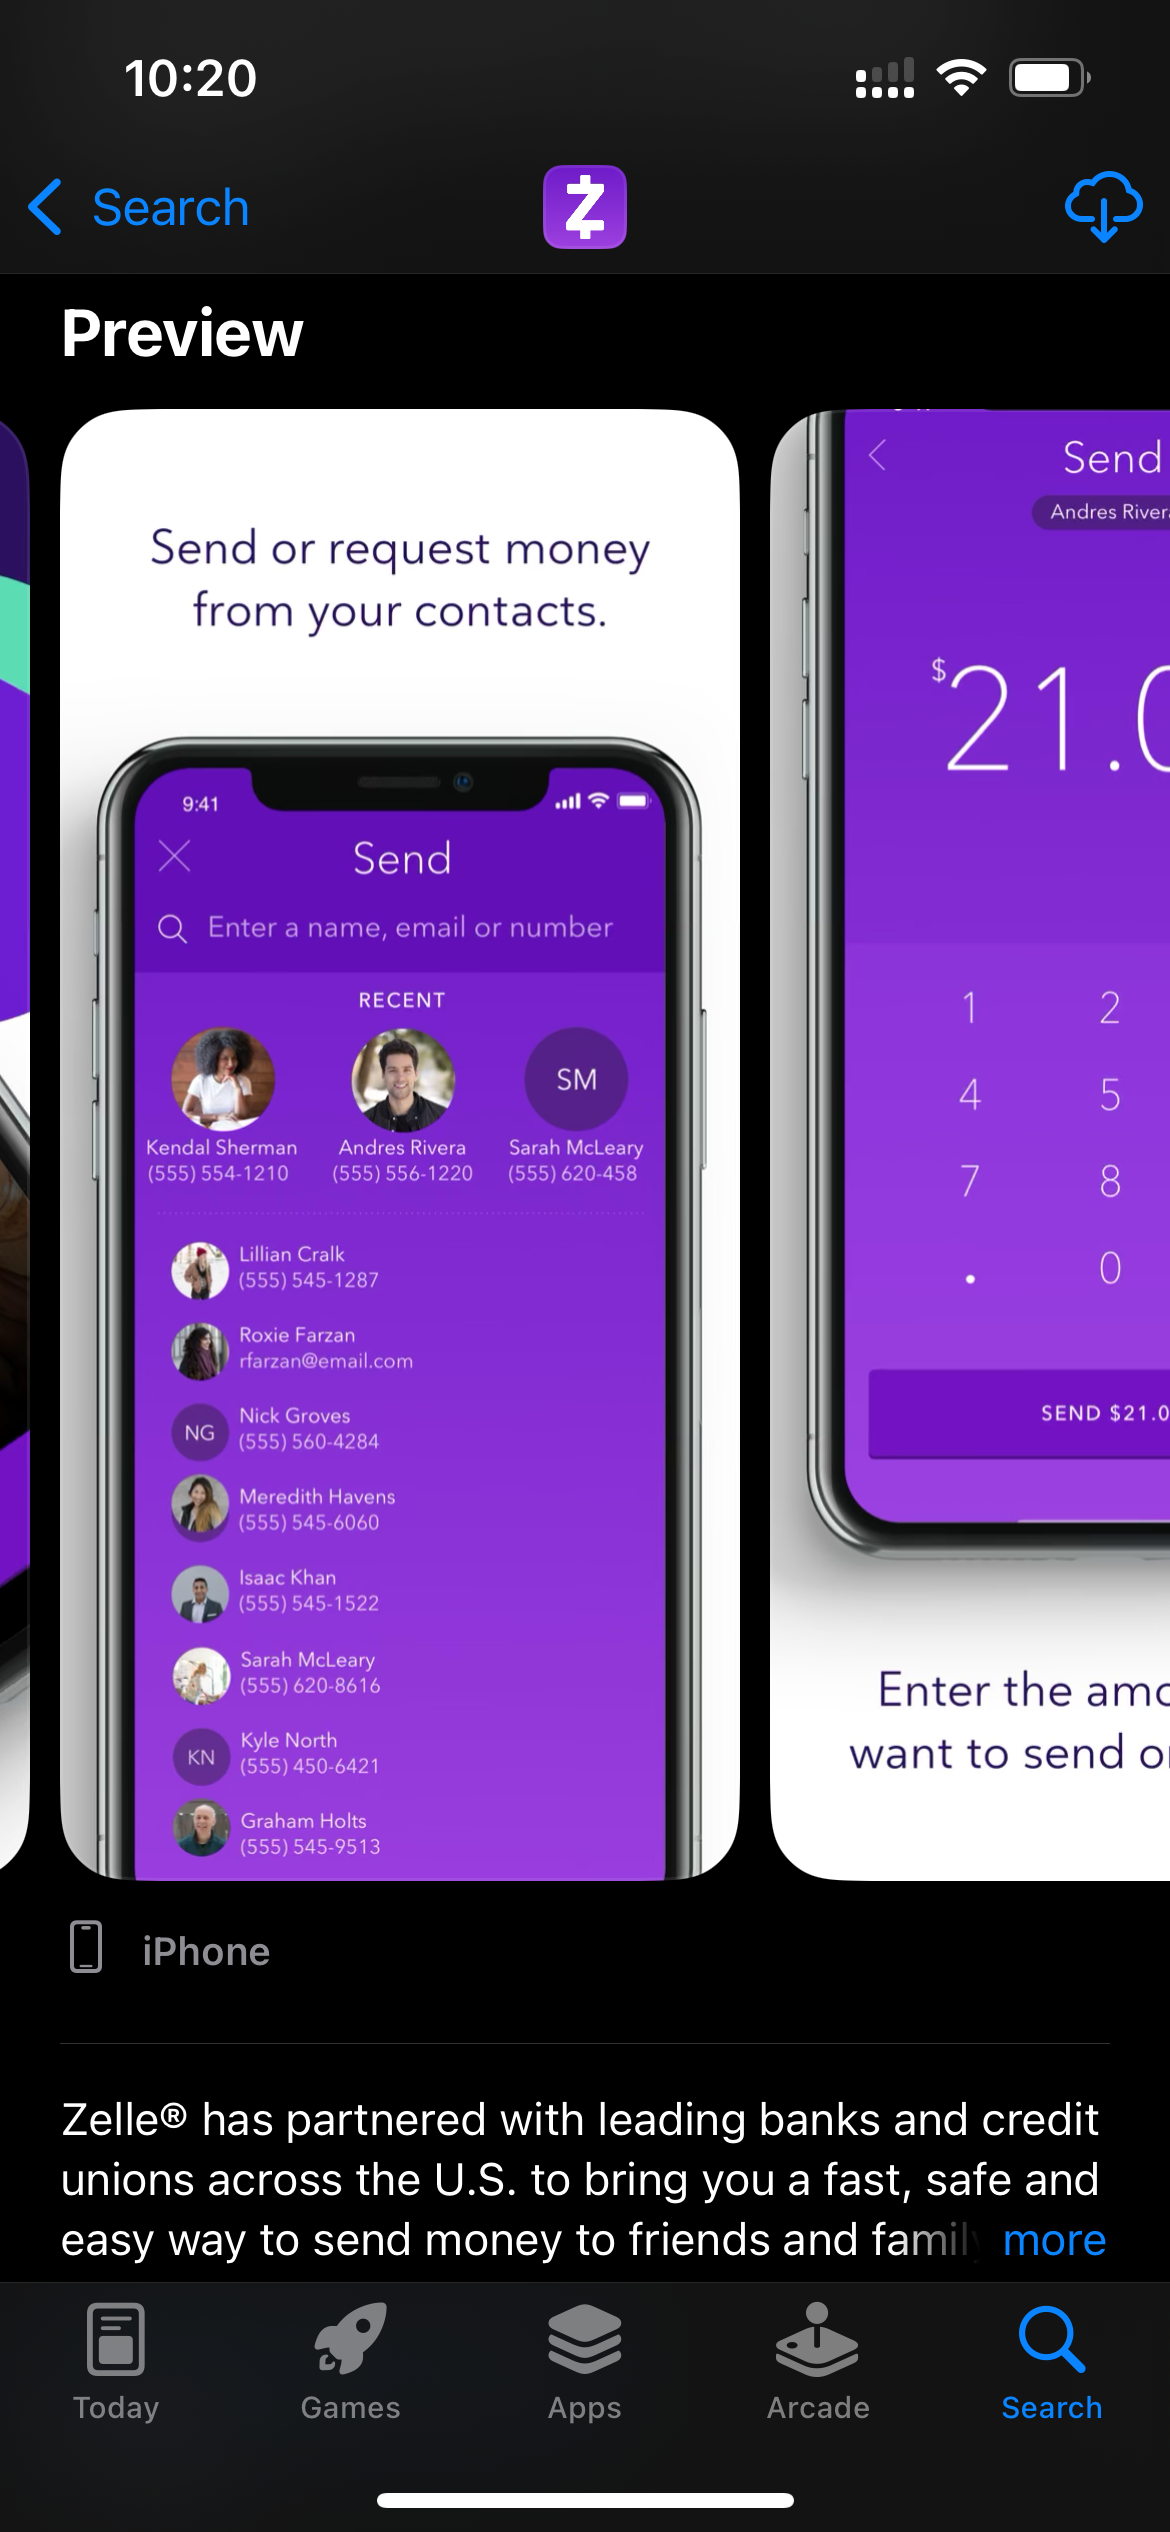 10:20
Search
Preview
Send or request money
from your contacts.
9:41
Send
Enter a name, email or number
RECENT
Kendal Sherman
(555) 554-1210
Andres Rivera
(555) 556-1220
SM
Sarah McLeary
(555) 620-458
Lillian Cralk
(555) 545-1287
Roxie Farzan
rfarzan@email.com
NG
Nick Groves
(555) 560-4284
Meredith Havens
(555) 545-6060
Isaac Khan
(555) 545-1522
Sarah McLeary
(555) 620-8616
KN
Kyle North
(555) 450-6421
Graham Holts
(555) 545-9513
Send
Andres River
$21.0
1 2
4 5
7 8
. 0
SEND $21.0
Enter the amo
want to send or
iPhone
Zelle® has partnered with leading banks and credit
unions across the U.S. to bring you a fast, safe and
easy way to send money to friends and family more
Today
Games
Apps
Arcade
Search